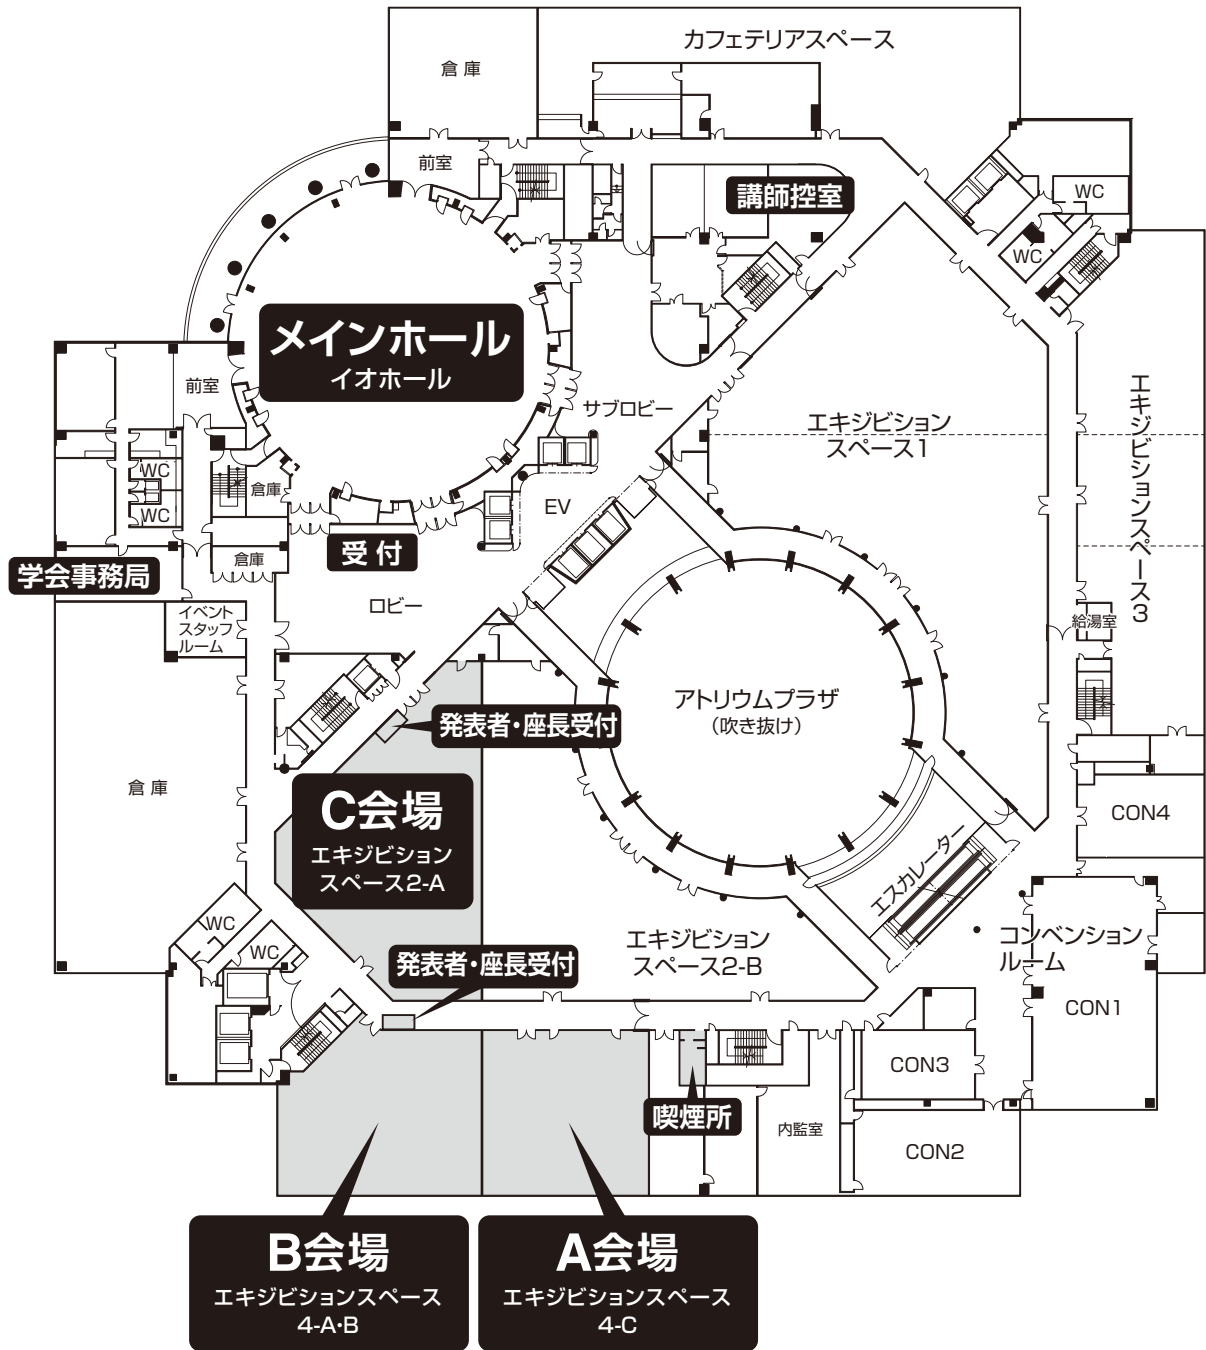 カフェテリアスペース
倉 庫
前室
講師控室
WC
WC
メインホール
イオホール
前室
サブロビー
エキジビション
スペース1
エキジビションスペース3
WC
WC
倉庫
EV
受 付
倉庫
学会事務局
イベント
スタッフ
ルーム
ロビー
給湯室
アトリウムプラザ
(吹き抜け)
発表者・座長受付
倉 庫
C会場
エキジビション
スペース2-A
CON4
エスカレーター
WC
WC
発表者・座長受付
エキジビション
スペース2-B
コンベンション
ルーム
CON1
CON3
喫煙所
内監室
CON2
B会場
エキジビションスペース
4-A・B
A会場
エキジビションスペース
4-C